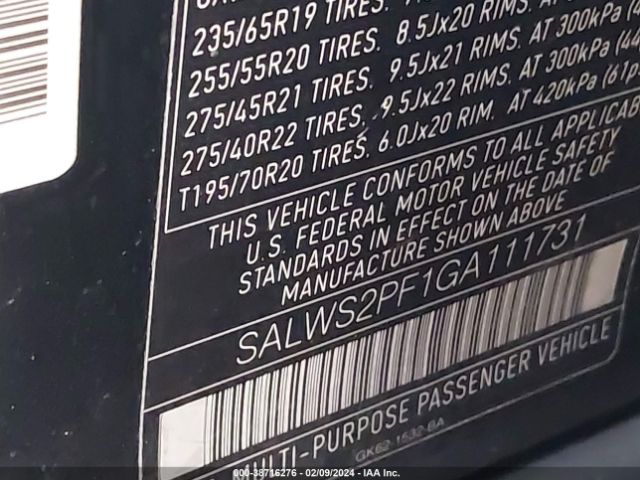 235/65R19 TIRES,
255/55R20 TIRES, 8.5Jx20 RIMS, AT
275/45R21 TIRES, 9.5Jx21 RIMS, AT 300kPa
275/40R22 TIRES, 9.5Jx22 RIMS, AT 300kPa
T195/70R20 TIRES, 6.0Jx20 RIM, AT 420kPa (61p
THIS VEHICLE CONFORMS TO ALL APPLICAB
U.S. FEDERAL MOTOR VEHICLE SAFETY
STANDARDS IN EFFECT ON THE DATE OF
MANUFACTURE SHOWN ABOVE
SALWS2PF1GA111731
MULTI-PURPOSE PASSENGER VEHICLE
GK62-1532-BA
000-38716276 - 02/09/2024 - IAA Inc.